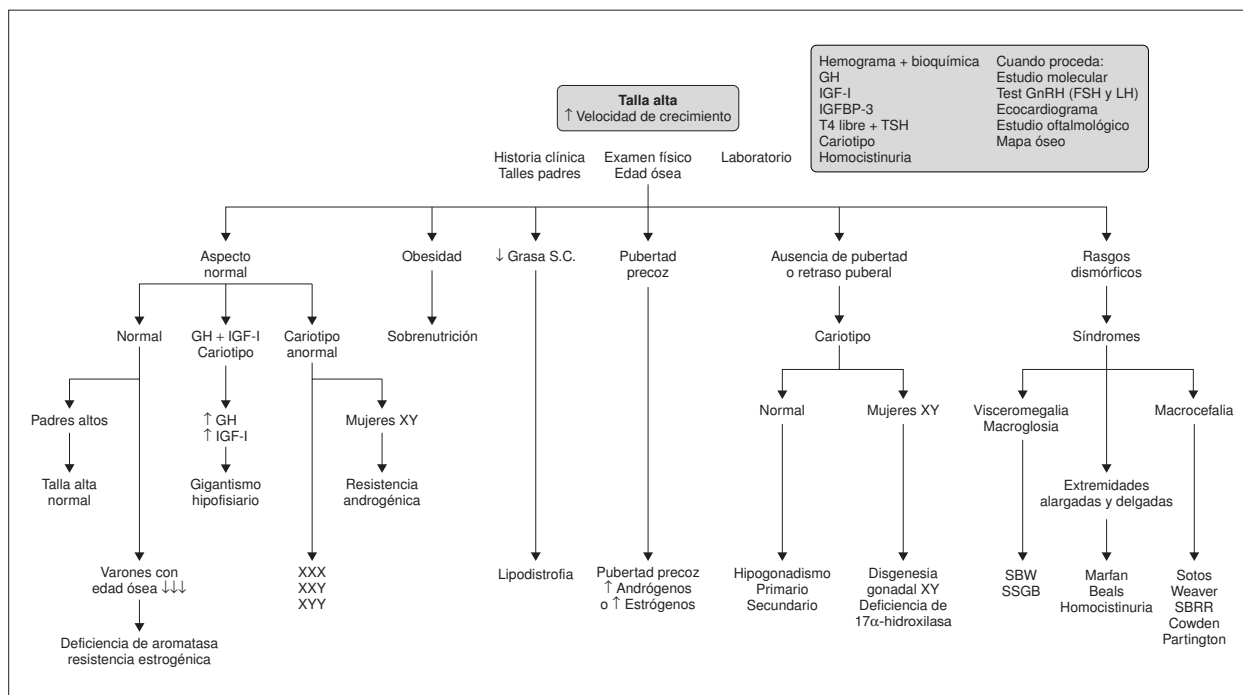 Talla alta
↑ Velocidad de crecimiento
Hemograma + bioquímica
GH
IGF-I
IGFBP-3
T4 libre + TSH
Cariotipo
Homocistinuria
Cuando proceda:
Estudio molecular
Test GnRH (FSH y LH)
Ecocardiograma
Estudio oftalmológico
Mapa óseo
Historia clínica
Talles padres
Examen físico
Edad ósea
Laboratorio
Aspecto
normal
Obesidad
↓ Grasa S.C.
Pubertad
precoz
Ausencia de pubertad
o retraso puberal
Rasgos
dismórficos
Normal
GH + IGF-I
Cariotipo
Cariotipo
anormal
Sobrenutrición
Cariotipo
Síndromes
Padres altos
↑ GH
↑ IGF-I
Mujeres XY
Normal
Mujeres XY
Visceromegalia
Macroglosia
Macrocefalia
Talla alta
normal
Gigantismo
hipofisiario
Resistencia
androgénica
Extremidades
alargadas y delgadas
Varones con
edad ósea ↓↓↓
XXX
XXY
XYY
Lipodistrofia
Pubertad precoz
↑ Andrógenos
o ↑ Estrógenos
Hipogonadismo
Primario
Secundario
Disgenesia
gonadal XY
Deficiencia de
17α-hidroxilasa
SBW
SSGB
Marfan
Beals
Homocistinuria
Sotos
Weaver
SBRR
Cowden
Partington
Deficiencia de aromatasa
resistencia estrogénica